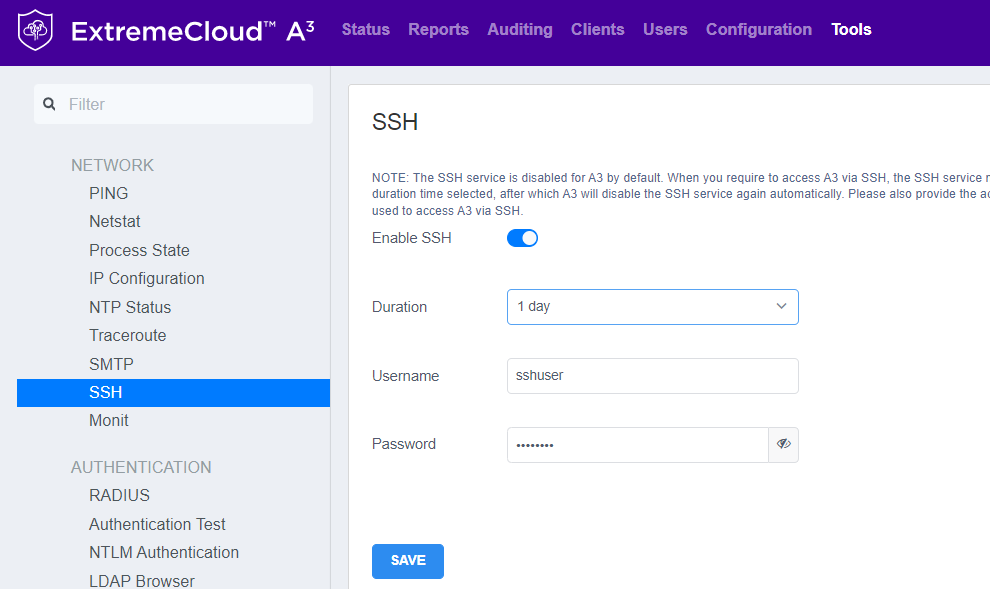 ExtremeCloud™ A3
Status Reports Auditing Clients Users Configuration Tools
Filter
NETWORK
PING
Netstat
Process State
IP Configuration
NTP Status
Traceroute
SMTP
SSH
Monit
AUTHENTICATION
RADIUS
Authentication Test
NTLM Authentication
LDAP Browser
SSH
NOTE: The SSH service is disabled for A3 by default. When you require to access A3 via SSH, the SSH service
duration time selected, after which A3 will disable the SSH service again automatically. Please also provide the
used to access A3 via SSH.
Enable SSH
Duration
1 day
Username
sshuser
Password
••••••••
SAVE